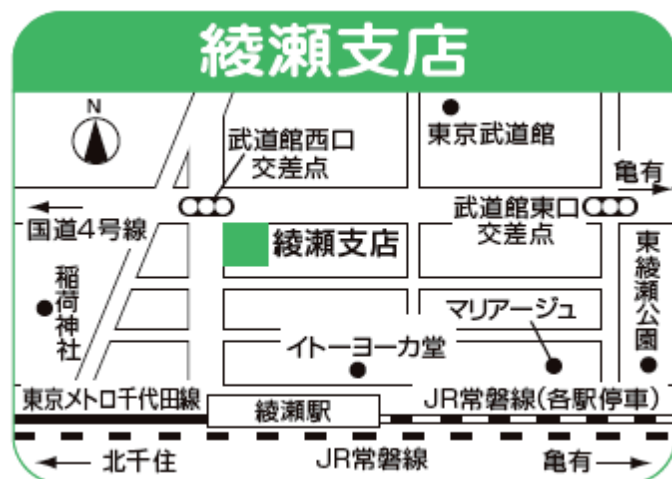 綾瀬支店
N
武道館西口
交差点
東京武道館
亀有
国道4号線
武道館東口
交差点
綾瀬支店
稲荷神社
東綾瀬公園
マリアージュ
イトーヨーカ堂
東京メトロ千代田線
綾瀬駅
JR常磐線(各駅停車)
北千住
JR常磐線
亀有